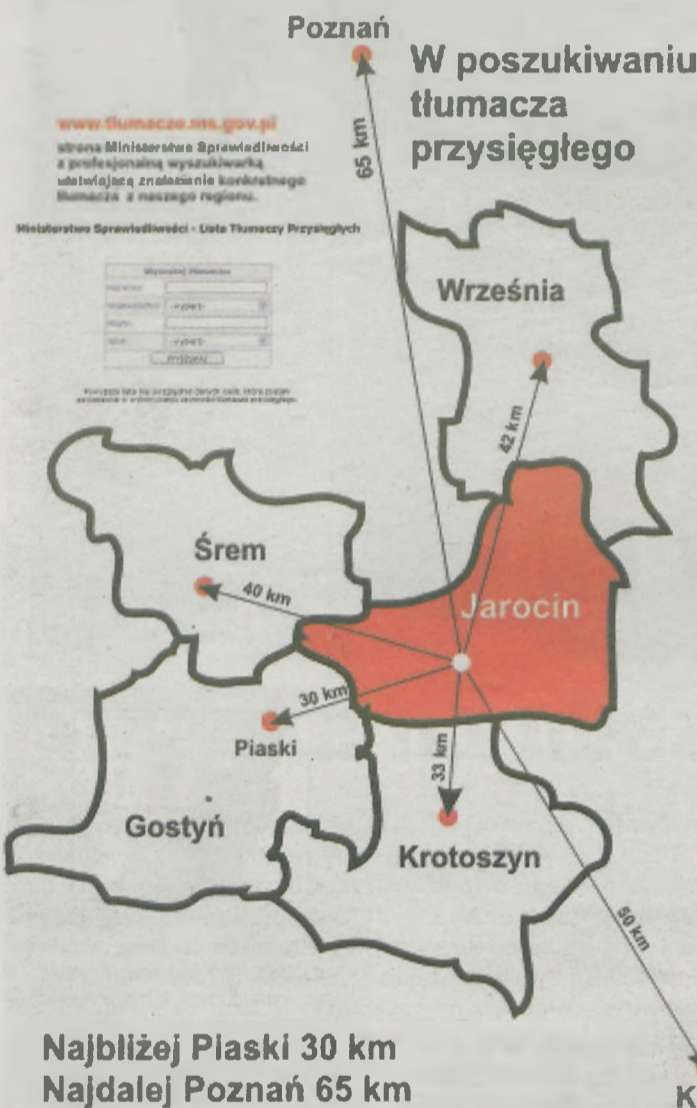 Poznań
W poszukiwaniu
tłumacza
przysięgłego
65 km
www.tlumacze.ms.gov.pl
strona Ministerstwa Sprawiedliwości
z profesjonalną wyszukiwarką
ułatwiającą znalezienie konkretnego
tłumacza z naszego regionu.
Ministerstwo Sprawiedliwości - Lista Tłumaczy Przysięgłych
Września
42 km
Śrem
40 km
Jarocin
30 km
Piaski
33 km
Gostyń
Krotoszyn
50 km
Najbliżej Piaski 30 km
Najdalej Poznań 65 km
K